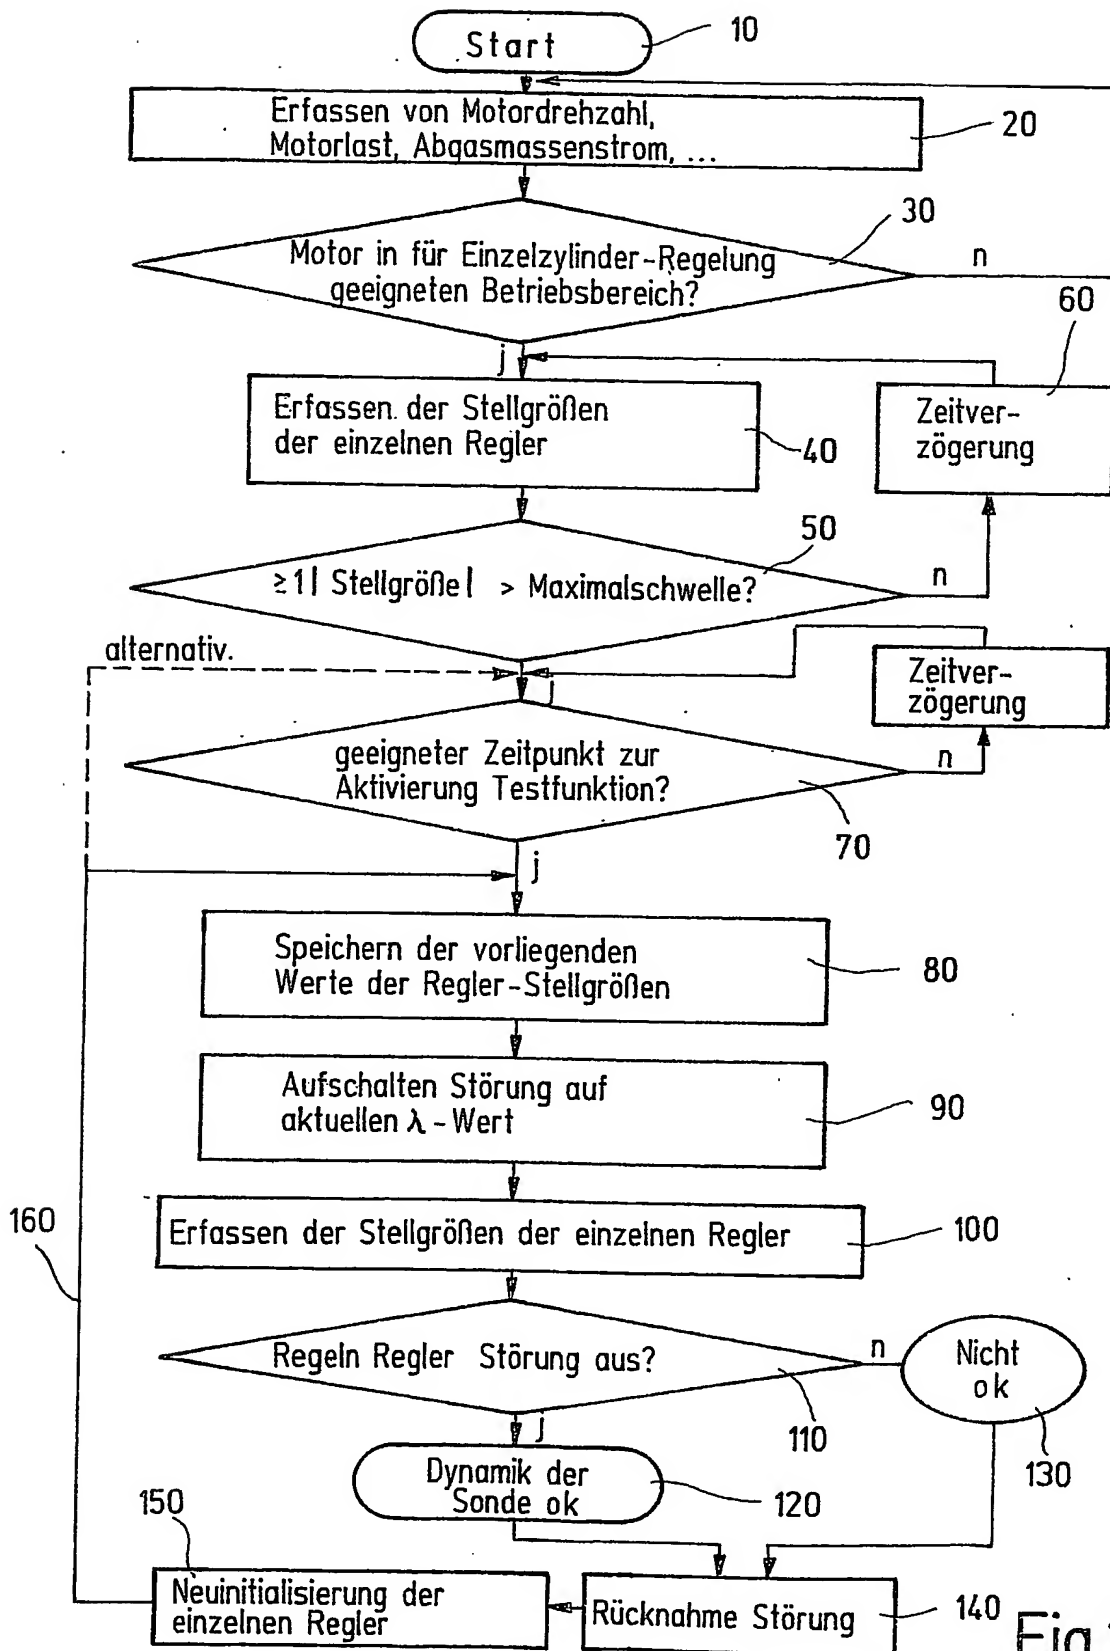 Start
10
Erfassen von Motordrehzahl,
Motorlast, Abgasmassenstrom, ...
20
30
Motor in für Einzelzylinder-Regelung
geeigneten Betriebsbereich?
n
60
j
Erfassen der Stellgrößen
der einzelnen Regler
40
Zeitver-
zögerung
50
≥1| Stellgröße| > Maximalschwelle?
n
alternativ.
j
Zeitver-
zögerung
geeigneter Zeitpunkt zur
Aktivierung Testfunktion?
n
70
j
Speichern der vorliegenden
Werte der Regler-Stellgrößen
80
Aufschalten Störung auf
aktuellen λ-Wert
90
160
Erfassen der Stellgrößen der einzelnen Regler
100
Regeln Regler Störung aus?
n
Nicht
ok
110
130
j
Dynamik der
Sonde ok
120
150
Neuinitialisierung der
einzelnen Regler
Rücknahme Störung
140
Fig